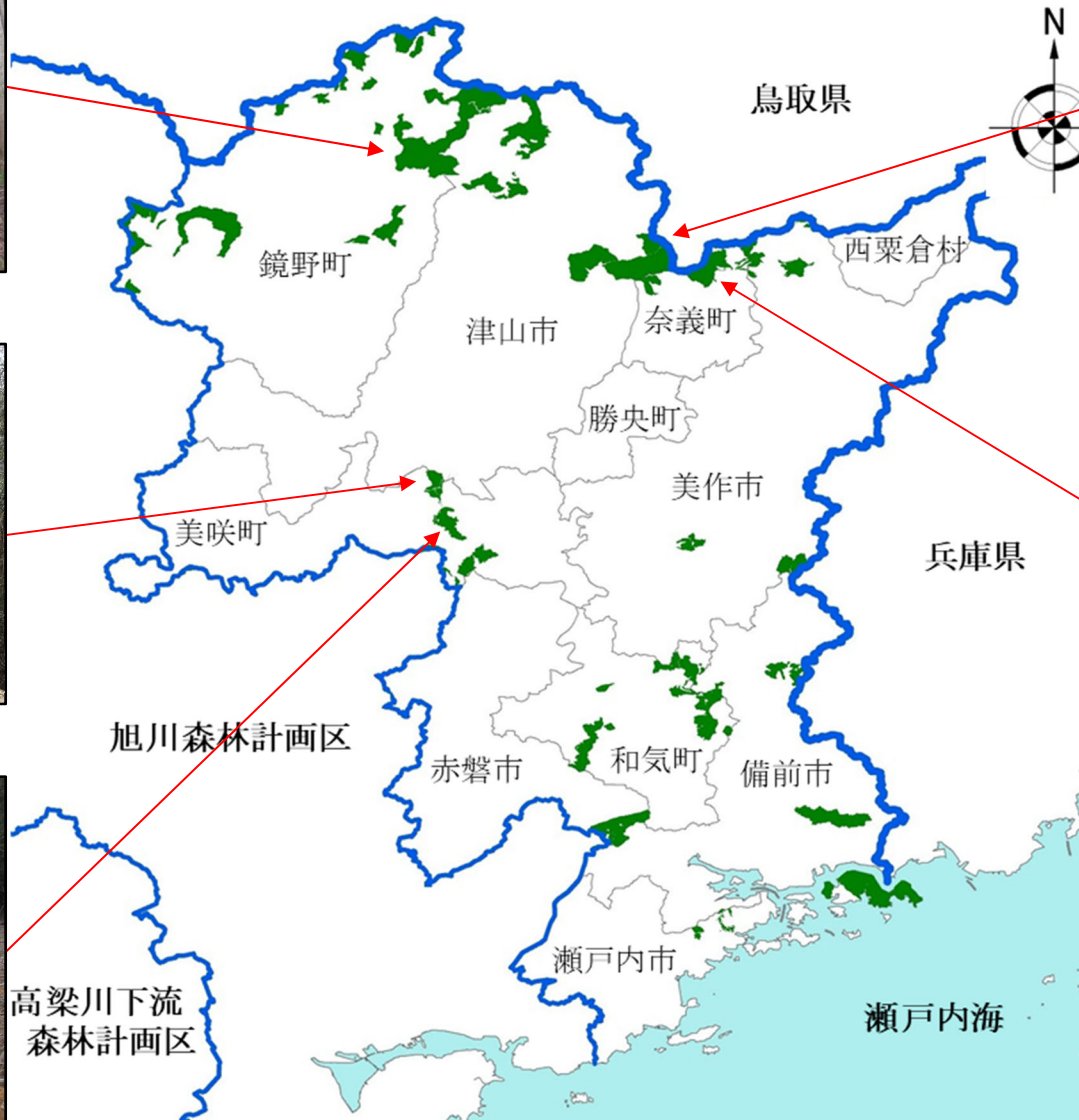 N
鳥取県
西粟倉村
鏡野町
奈義町
津山市
勝央町
美作市
美咲町
兵庫県
旭川森林計画区
和気町
赤磐市
備前市
瀬戸内市
高梁川下流
森林計画区
瀬戸内海